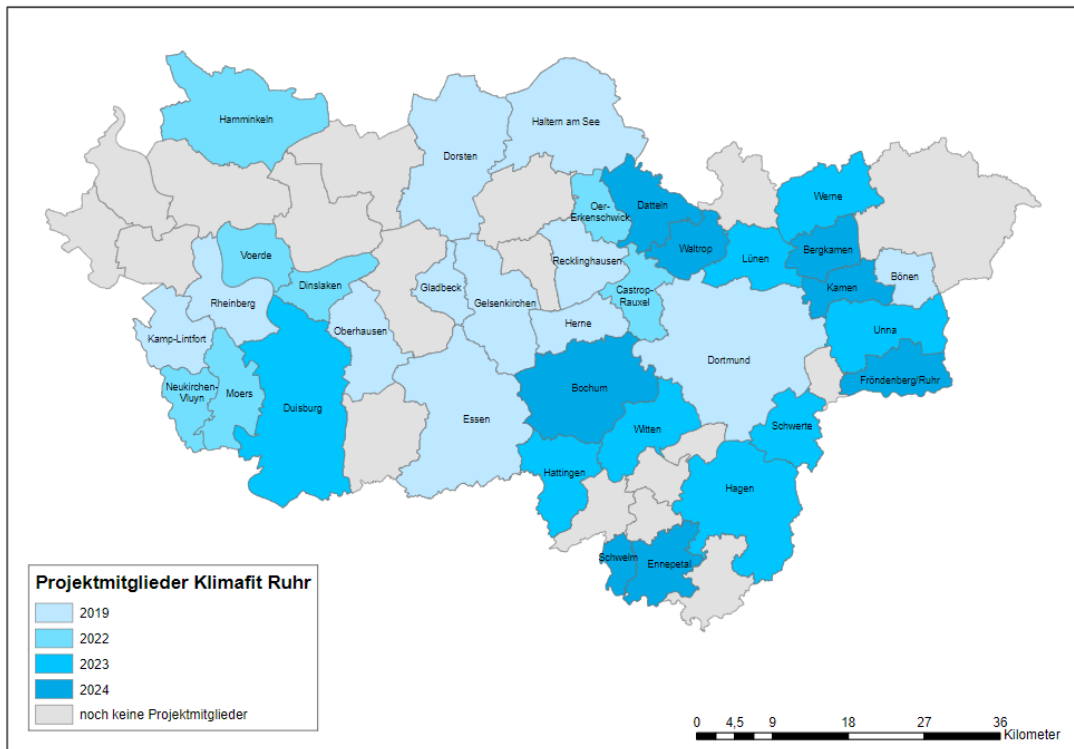 Hamminkeln
Haltern am See
Dorsten
Werne
Oer-
Erkenschwick
Datteln
Waltrop
Bergkamen
Voerde
Lünen
Recklinghausen
Bönen
Dinslaken
Kamen
Gladbeck
Castrop-
Rauxel
Rheinberg
Gelsenkirchen
Herne
Oberhausen
Unna
Kamp-Lintfort
Dortmund
Fröndenberg/Ruhr
Bochum
Neukirchen-
Vluyn
Moers
Duisburg
Essen
Witten
Schwerte
Hattingen
Hagen
Schwelm
Ennepetal
Projektmitglieder Klimafit Ruhr
2019
2022
2023
2024
noch keine Projektmitglieder
0 4,5 9 18 27 36
Kilometer